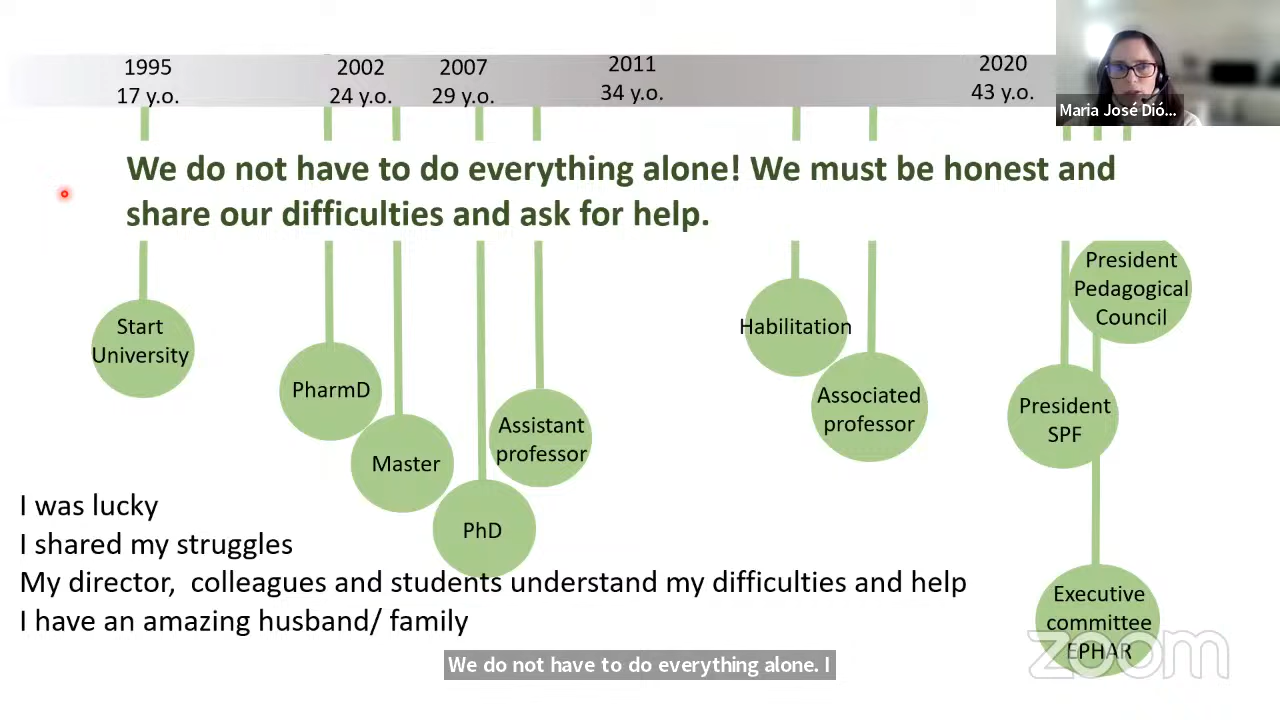 1995
17 y.o.
2002
24 y.o.
2007
29 y.o.
2011
34 y.o.
2020
43 y.o.
Maria José Dió...
We do not have to do everything alone! We must be honest and
share our difficulties and ask for help.
Start
University
PharmD
Master
PhD
Assistant
professor
Habilitation
Associated
professor
President
SPF
President
Pedagogical
Council
Executive
committee
EPHAR
I was lucky
I shared my struggles
My director, colleagues and students understand my difficulties and help
I have an amazing husband/ family
We do not have to do everything alone. I
zoom